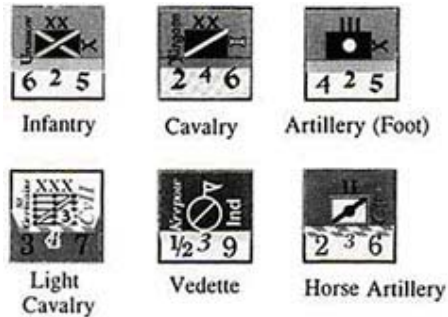 XX
6 2 5
Infantry
XX
I
2 4 6
Cavalry
III
4 2 5
Artillery (Foot)
XXX
3 4 7
Light
Cavalry
Ind
½ 3 9
Vedette
II
2 3 6
Horse Artillery